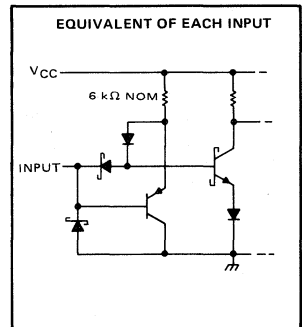 EQUIVALENT OF EACH INPUT
VCC
6 kΩ NOM
INPUT